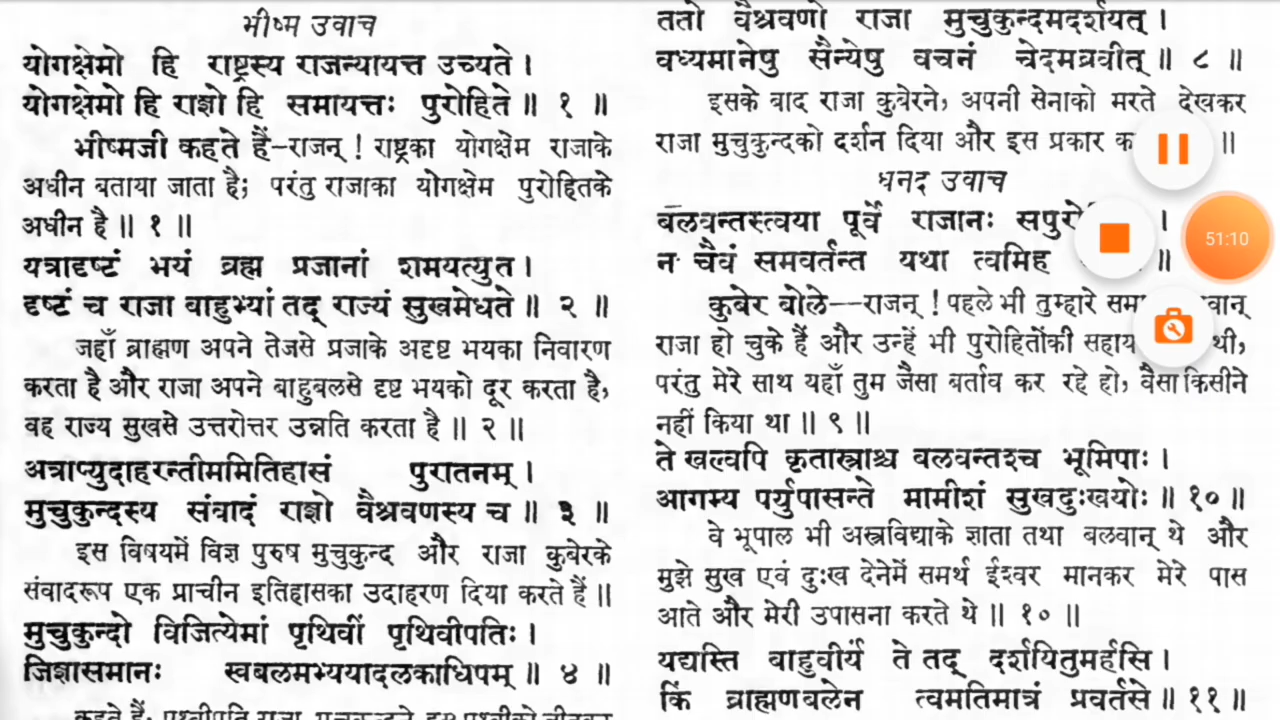 भीष्म उवाच
योगक्षेमो हि राष्ट्रस्य राजन्यायत्त उच्यते ।
योगक्षेमो हि राज्ञो हि समायत्तः पुरोहिते ॥ १ ॥
भीष्मजी कहते हैं—राजन् ! राष्ट्रका योगक्षेम राजाके
अधीन बताया जाता है; परंतु राजाका योगक्षेम पुरोहितके
अधीन है ॥ १ ॥
यत्रादृष्टं भयं ब्रह्म प्रजानां शमयत्युत ।
दृष्टं च राजा बाहुभ्यां तद् राज्यं सुखमेधते ॥ २ ॥
जहाँ ब्राह्मण अपने तेजसे प्रजाके अदृष्ट भयका निवारण
करता है और राजा अपने बाहुबलसे दृष्ट भयको दूर करता है,
वह राज्य सुखसे उत्तरोत्तर उन्नति करता है ॥ २ ॥
अत्राप्युदाहरन्तीममितिहासं पुरातनम् ।
मुचुकुन्दस्य संवादं राज्ञो वैश्रवणस्य च ॥ ३ ॥
इस विषयमें विज्ञ पुरुष मुचुकुन्द और राजा कुबेरके
संवादरूप एक प्राचीन इतिहासका उदाहरण दिया करते हैं ॥
मुचुकुन्दो विजित्येमां पृथिवीं पृथिवीपतिः ।
जिज्ञासमानः स्वबलमभ्ययादलकाधिपम् ॥ ४ ॥
कहते हैं, पृथ्वीपति राजा मुचुकुन्दने इस पृथ्वीको जीतकर
ततो वैश्रवणो राजा मुचुकुन्दमदर्शयत् ।
वध्यमानेषु सैन्येषु वचनं चेदमब्रवीत् ॥ ८ ॥
इसके बाद राजा कुबेरने, अपनी सेनाको मरते देखकर
राजा मुचुकुन्दको दर्शन दिया और इस प्रकार क ॥
धनद उवाच
बलवन्तस्त्वया पूर्वे राजानः सपुरो ।
न चैवं समवर्तन्त यथा त्वमिह ॥
कुबेर बोले—राजन् ! पहले भी तुम्हारे समा वान्
राजा हो चुके हैं और उन्हें भी पुरोहितोंकी सहाय थी,
परंतु मेरे साथ यहाँ तुम जैसा बर्ताव कर रहे हो, वैसा किसीने
नहीं किया था ॥ ९ ॥
ते खल्वपि कृतास्त्राश्च बलवन्तश्च भूमिपाः ।
आगम्य पर्युपासन्ते मामीशं सुखदुःखयोः ॥ १० ॥
वे भूपाल भी अस्त्रविद्याके ज्ञाता तथा बलवान् थे और
मुझे सुख एवं दुःख देनेमें समर्थ ईश्वर मानकर मेरे पास
आते और मेरी उपासना करते थे ॥ १० ॥
यद्यस्ति बाहुवीर्यं ते तद् दर्शयितुमर्हसि ।
किं ब्राह्मणबलेन त्वमतिमात्रं प्रवर्तसे ॥ ११ ॥
51:10